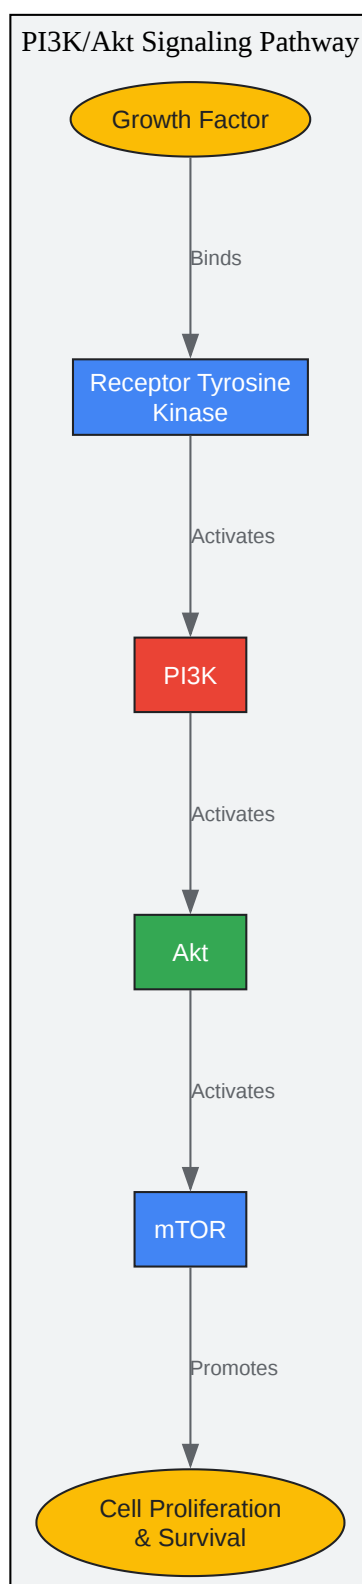 PI3K/Akt Signaling Pathway
Growth Factor
Binds
Receptor Tyrosine
Kinase
Activates
PI3K
Activates
Akt
Activates
mTOR
Promotes
Cell Proliferation
& Survival